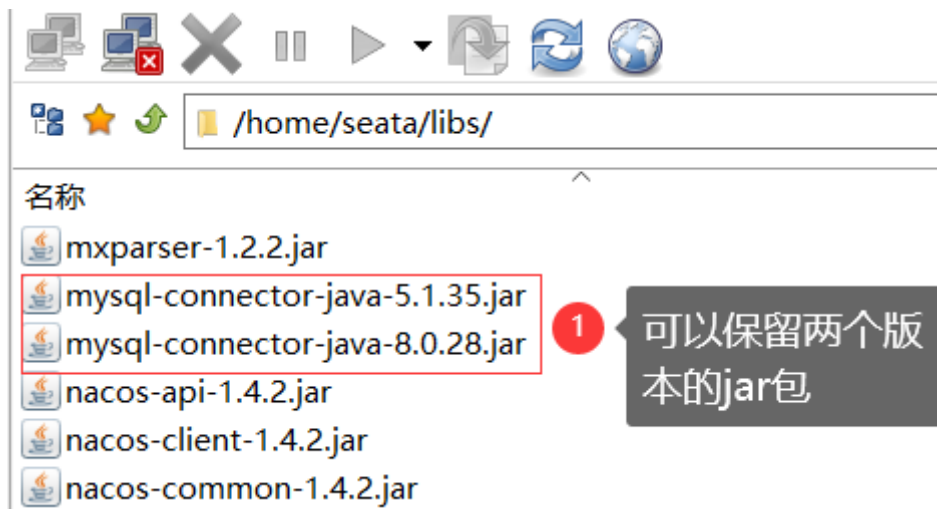 /home/seata/libs/
名称
mxparser-1.2.2.jar
mysql-connector-java-5.1.35.jar
mysql-connector-java-8.0.28.jar
1
可以保留两个版
本的jar包
nacos-api-1.4.2.jar
nacos-client-1.4.2.jar
nacos-common-1.4.2.jar